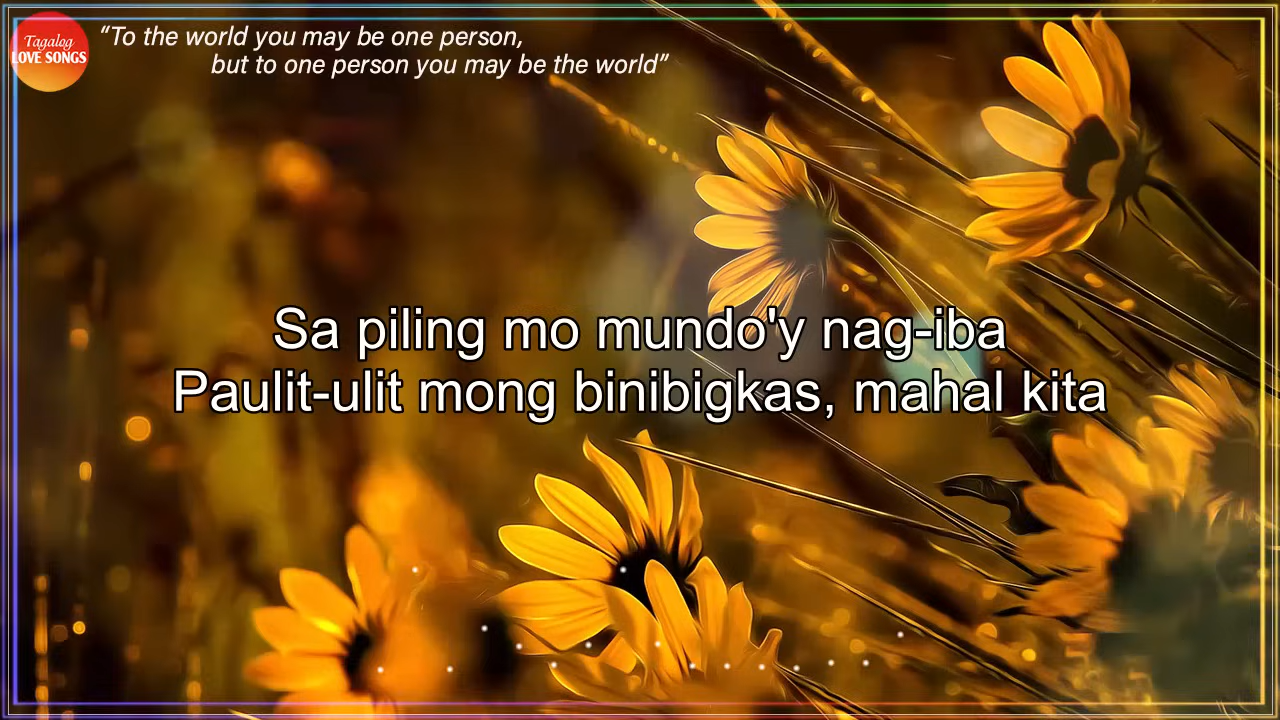 Tagalog
LOVE SONGS
“To the world you may be one person,
but to one person you may be the world”
Sa piling mo mundo'y nag-iba
Paulit-ulit mong binibigkas, mahal kita